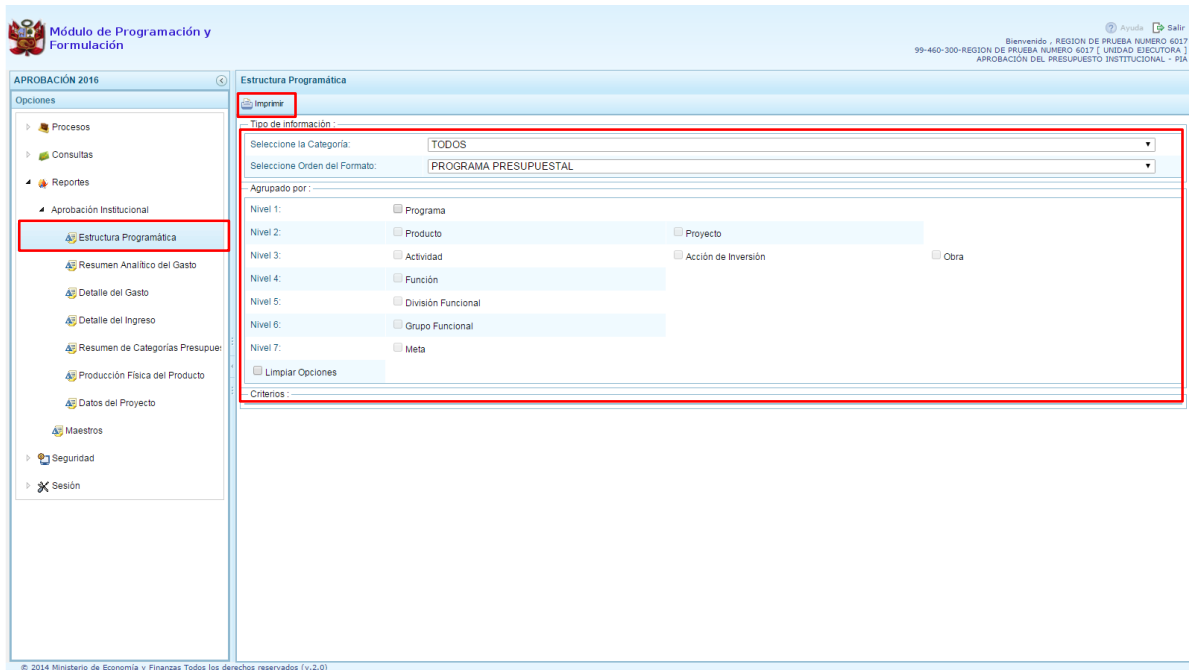 Módulo de Programación y
Formulación
Ayuda Salir
Bienvenido , REGION DE PRUEBA NUMERO 6017
99-460-300-REGION DE PRUEBA NUMERO 6017 [ UNIDAD EJECUTORA ]
APROBACIÓN DEL PRESUPUESTO INSTITUCIONAL - PIA
APROBACIÓN 2016
Opciones
Procesos
Consultas
Reportes
Aprobación Institucional
Estructura Programática
Resumen Analítico del Gasto
Detalle del Gasto
Detalle del Ingreso
Resumen de Categorías Presupue
Producción Física del Producto
Datos del Proyecto
Maestros
Seguridad
Sesión
Estructura Programática
Imprimir
Tipo de información :
Seleccione la Categoría: TODOS
Seleccione Orden del Formato: PROGRAMA PRESUPUESTAL
Agrupado por :
Nivel 1: Programa
Nivel 2: Producto Proyecto
Nivel 3: Actividad Acción de Inversión Obra
Nivel 4: Función
Nivel 5: División Funcional
Nivel 6: Grupo Funcional
Nivel 7: Meta
Limpiar Opciones
Criterios :
© 2014 Ministerio de Economía y Finanzas Todos los derechos reservados (v.2.0)